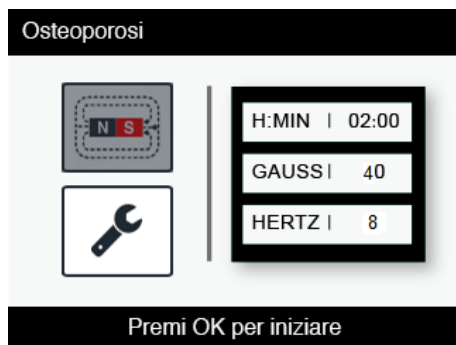 Osteoporosi
N S
H:MIN | 02:00
GAUSS | 40
HERTZ | 8
Premi OK per iniziare